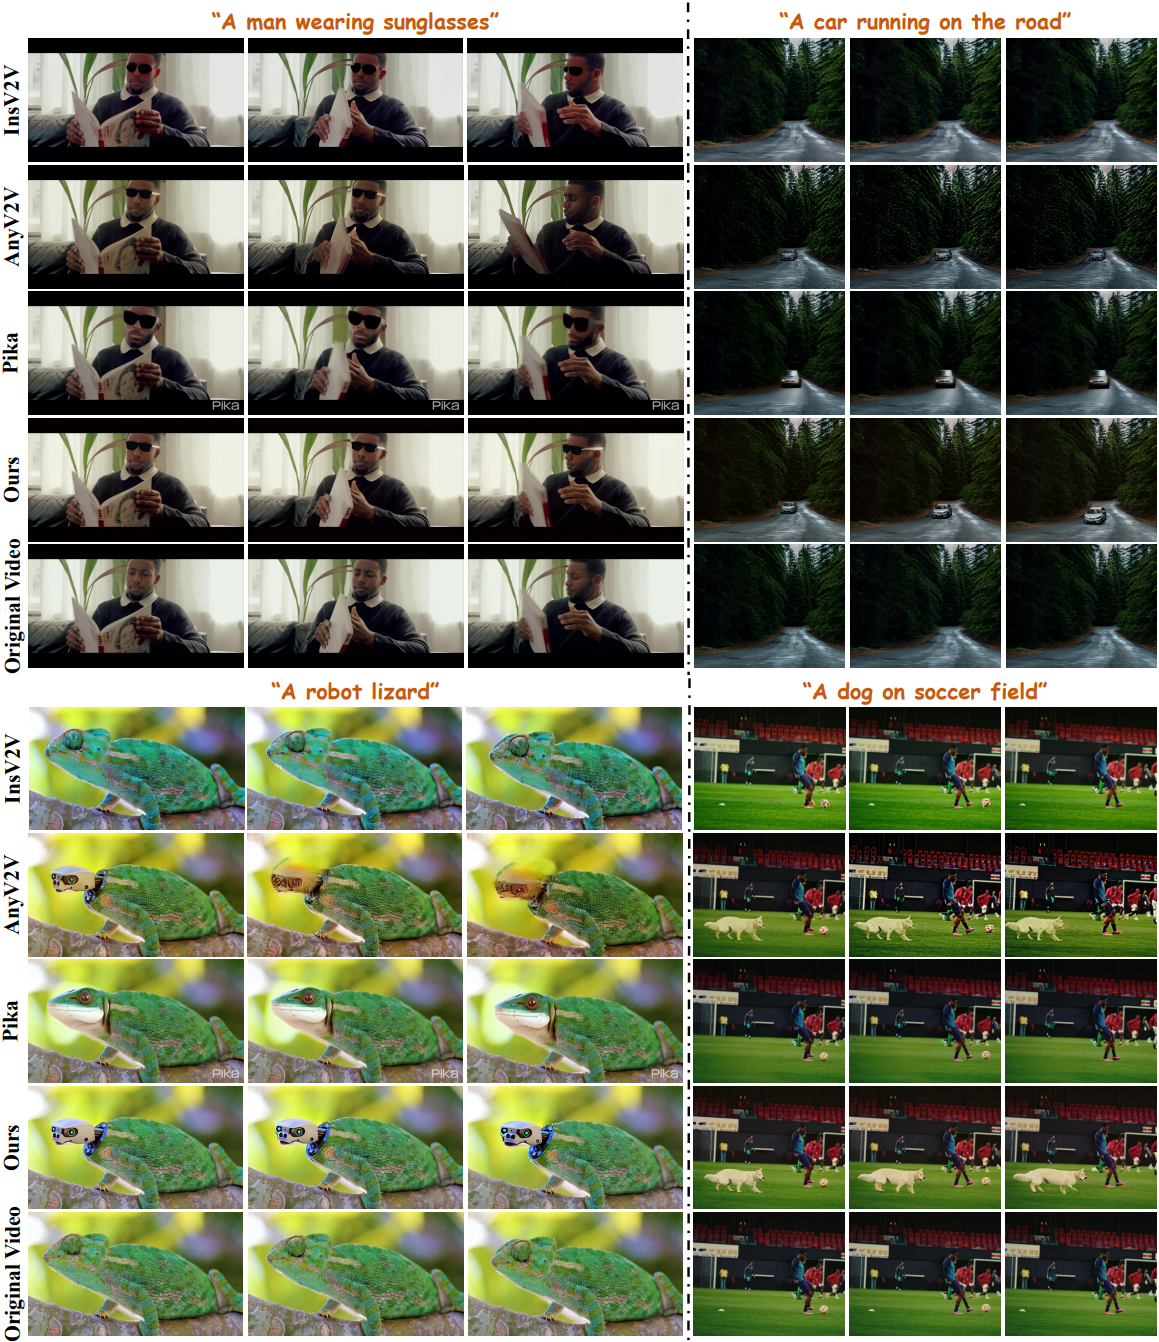 “A man wearing sunglasses”
“A car running on the road”
InsV2V
AnyV2V
Pika
Pika Pika Pika
Ours
Original Video
“A robot lizard”
“A dog on soccer field”
InsV2V
AnyV2V
Pika
Pika Pika Pika
Ours
Original Video